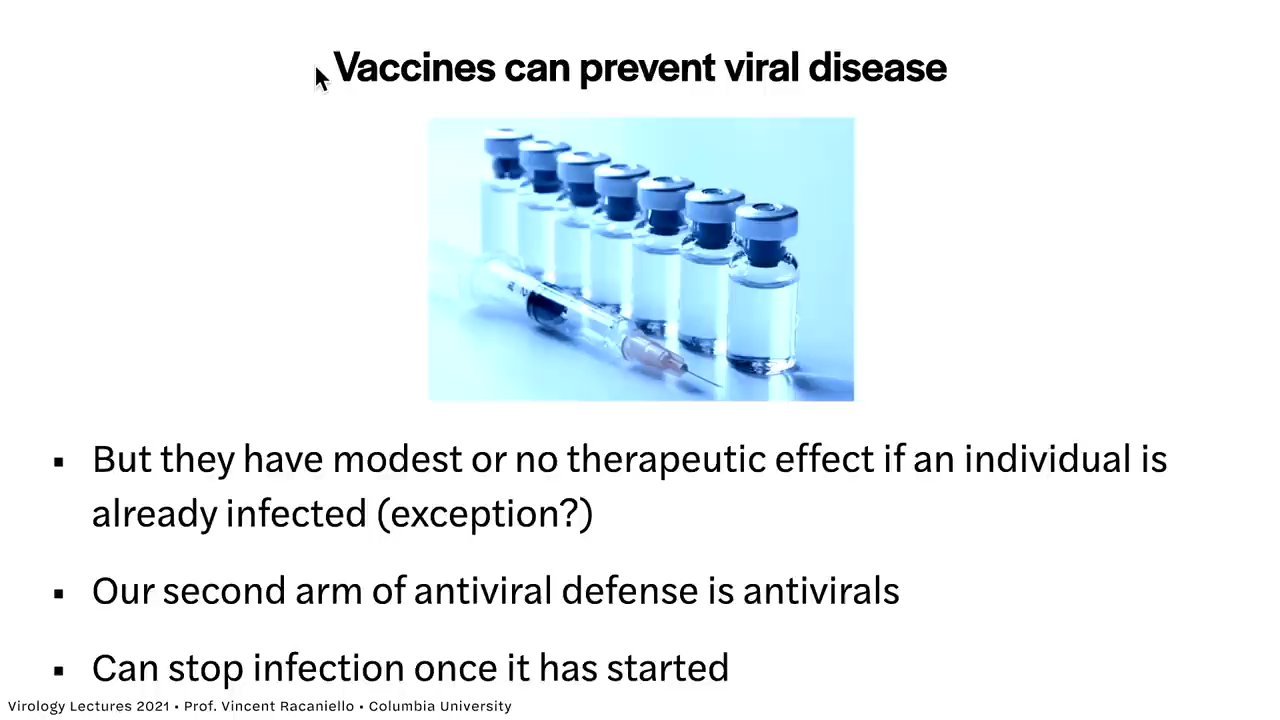 Vaccines can prevent viral disease
▪ But they have modest or no therapeutic effect if an individual is
already infected (exception?)
▪ Our second arm of antiviral defense is antivirals
▪ Can stop infection once it has started
Virology Lectures 2021 • Prof. Vincent Racaniello • Columbia University